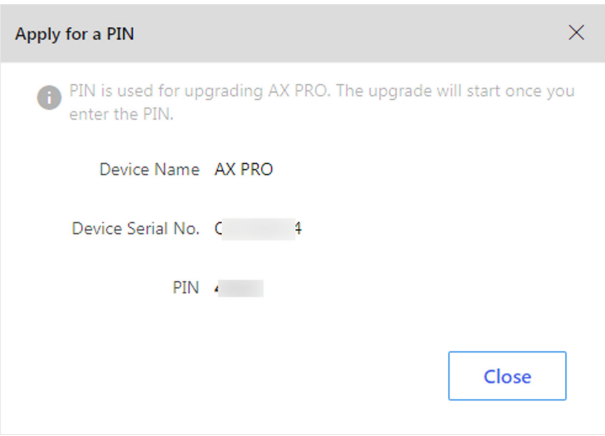 Apply for a PIN
PIN is used for upgrading AX PRO. The upgrade will start once you
enter the PIN.
Device Name AX PRO
Device Serial No.
PIN
Close